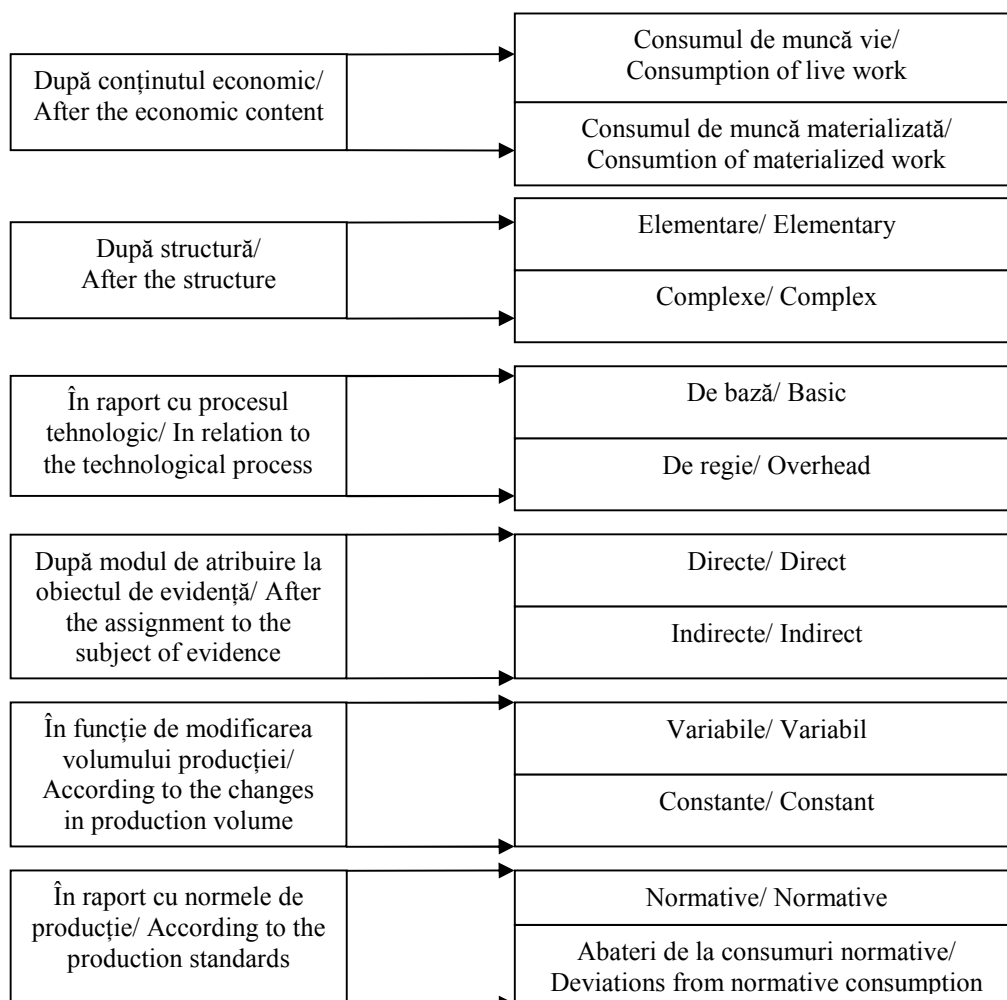 După conținutul economic/
After the economic content
Consumul de muncă vie/
Consumption of live work
Consumul de muncă materializată/
Consumtion of materialized work
După structură/
After the structure
Elementare/ Elementary
Complexe/ Complex
În raport cu procesul
tehnologic/ In relation to
the technological process
De bază/ Basic
De regie/ Overhead
După modul de atribuire la
obiectul de evidență/ After
the assignment to the
subject of evidence
Directe/ Direct
Indirecte/ Indirect
În funcție de modificarea
volumului producției/
According to the changes
in production volume
Variabile/ Variabil
Constante/ Constant
În raport cu normele de
producție/ According to the
production standards
Normative/ Normative
Abateri de la consumuri normative/
Deviations from normative consumption